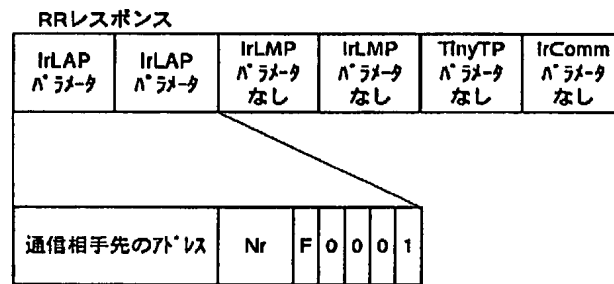 RRレスポンス
IrLAP パラメータ
IrLAP パラメータ
IrLMP パラメータ なし
IrLMP パラメータ なし
TinyTP パラメータ なし
IrComm パラメータ なし
通信相手先のアドレス Nr F 0 0 0 1